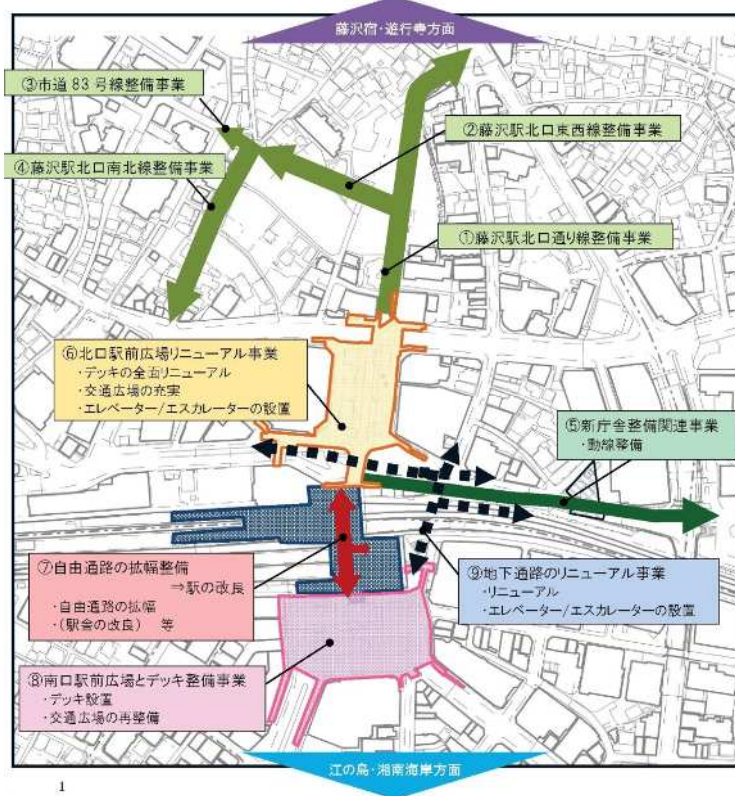 藤沢宿・遊行寺方面
③市道83号線整備事業
②藤沢駅北口東西線整備事業
④藤沢駅北口南北線整備事業
①藤沢駅北口通り線整備事業
⑥北口駅前広場リニューアル事業
・デッキの全面リニューアル
・交通広場の充実
・エレベーター/エスカレーターの設置
⑤新庁舎整備関連事業
・動線整備
⑦自由通路の拡幅整備
⇒駅の改良
・自由通路の拡幅
・(駅舎の改良) 等
⑨地下通路のリニューアル事業
・リニューアル
・エレベーター/エスカレーターの設置
⑧南口駅前広場とデッキ整備事業
・デッキ設置
・交通広場の再整備
江の島・湘南海岸方面
1